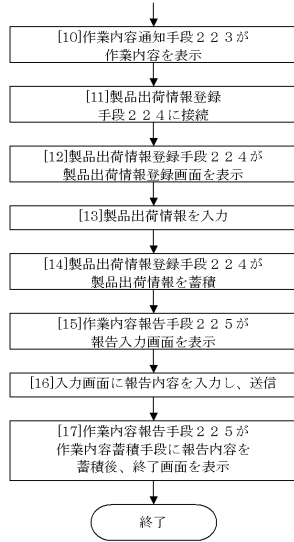 [10]作業内容通知手段２２３が
作業内容を表示
[11]製品出荷情報登録
手段２２４に接続
[12]製品出荷情報登録手段２２４が
製品出荷情報登録画面を表示
[13]製品出荷情報を入力
[14]製品出荷情報登録手段２２４が
製品出荷情報を蓄積
[15]作業内容報告手段２２５が
報告入力画面を表示
[16]入力画面に報告内容を入力し、送信
[17]作業内容報告手段２２５が
作業内容蓄積手段に報告内容を
蓄積後、終了画面を表示
終了